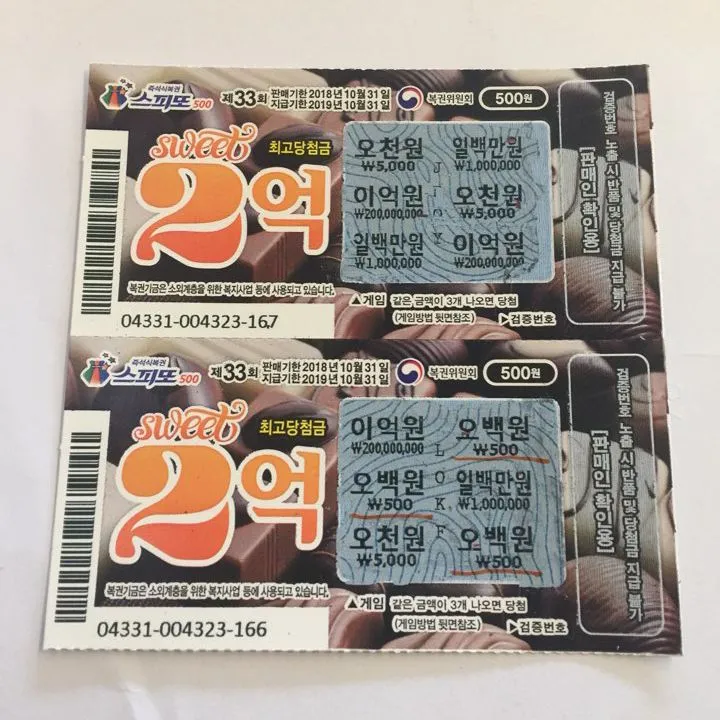 즉석식복권
스피또500
제33회 판매기한 2018년 10월 31일
지급기한 2019년 10월 31일
복권위원회
500원
sweet
최고당첨금
2억
오천원 일백만원
₩5,000 ₩1,000,000
이억원 오천원
₩200,000,000 ₩5,000
일백만원 이억원
₩1,000,000 ₩200,000,000
복권기금은 소외계층을 위한 복지사업 등에 사용되고 있습니다.
▲게임 같은 금액이 3개 나오면 당첨
(게임방법 뒷면참조) ▶검증번호
04331-004323-167
검증번호 노출 시 반품 및 당첨금 지급 불가
[판매인 확인용]
즉석식복권
스피또500
제33회 판매기한 2018년 10월 31일
지급기한 2019년 10월 31일
복권위원회
500원
sweet
최고당첨금
2억
이억원 오백원
₩200,000,000 ₩500
오백원 일백만원
₩500 ₩1,000,000
오천원 오백원
₩5,000 ₩500
복권기금은 소외계층을 위한 복지사업 등에 사용되고 있습니다.
▲게임 같은 금액이 3개 나오면 당첨
(게임방법 뒷면참조) ▶검증번호
04331-004323-166
검증번호 노출 시 반품 및 당첨금 지급 불가
[판매인 확인용]